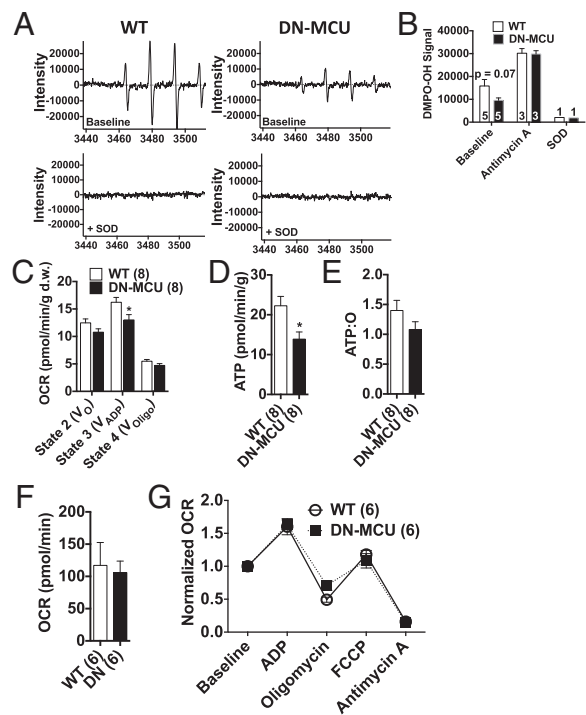 A
WT
DN-MCU
Intensity
20000
10000
0
-10000
-20000
Baseline
3440 3460 3480 3500
Intensity
20000
10000
0
-10000
-20000
Baseline
3440 3460 3480 3500
Intensity
20000
10000
0
-10000
-20000
+ SOD
3440 3460 3480 3500
Intensity
20000
10000
0
-10000
-20000
+ SOD
3440 3460 3480 3500
B
DMPO-OH Signal
40000
30000
20000
10000
0
WT
DN-MCU
p = 0.07
5 5 3 3 1 1
Baseline
Antimycin A
SOD
C
OCR (pmol/min/g d.w.)
20
15
10
5
0
WT (8)
DN-MCU (8)
*
State 2 (VO)
State 3 (VADP)
State 4 (VOligo)
D
ATP (pmol/min/g)
30
20
10
0
*
WT (8)
DN-MCU (8)
E
ATP:O
2.0
1.5
1.0
0.5
0.0
WT (8)
DN-MCU (8)
F
OCR (pmol/min)
200
150
100
50
0
WT (6)
DN (6)
G
Normalized OCR
2.0
1.5
1.0
0.5
0.0
WT (6)
DN-MCU (6)
Baseline
ADP
Oligomycin
FCCP
Antimycin A